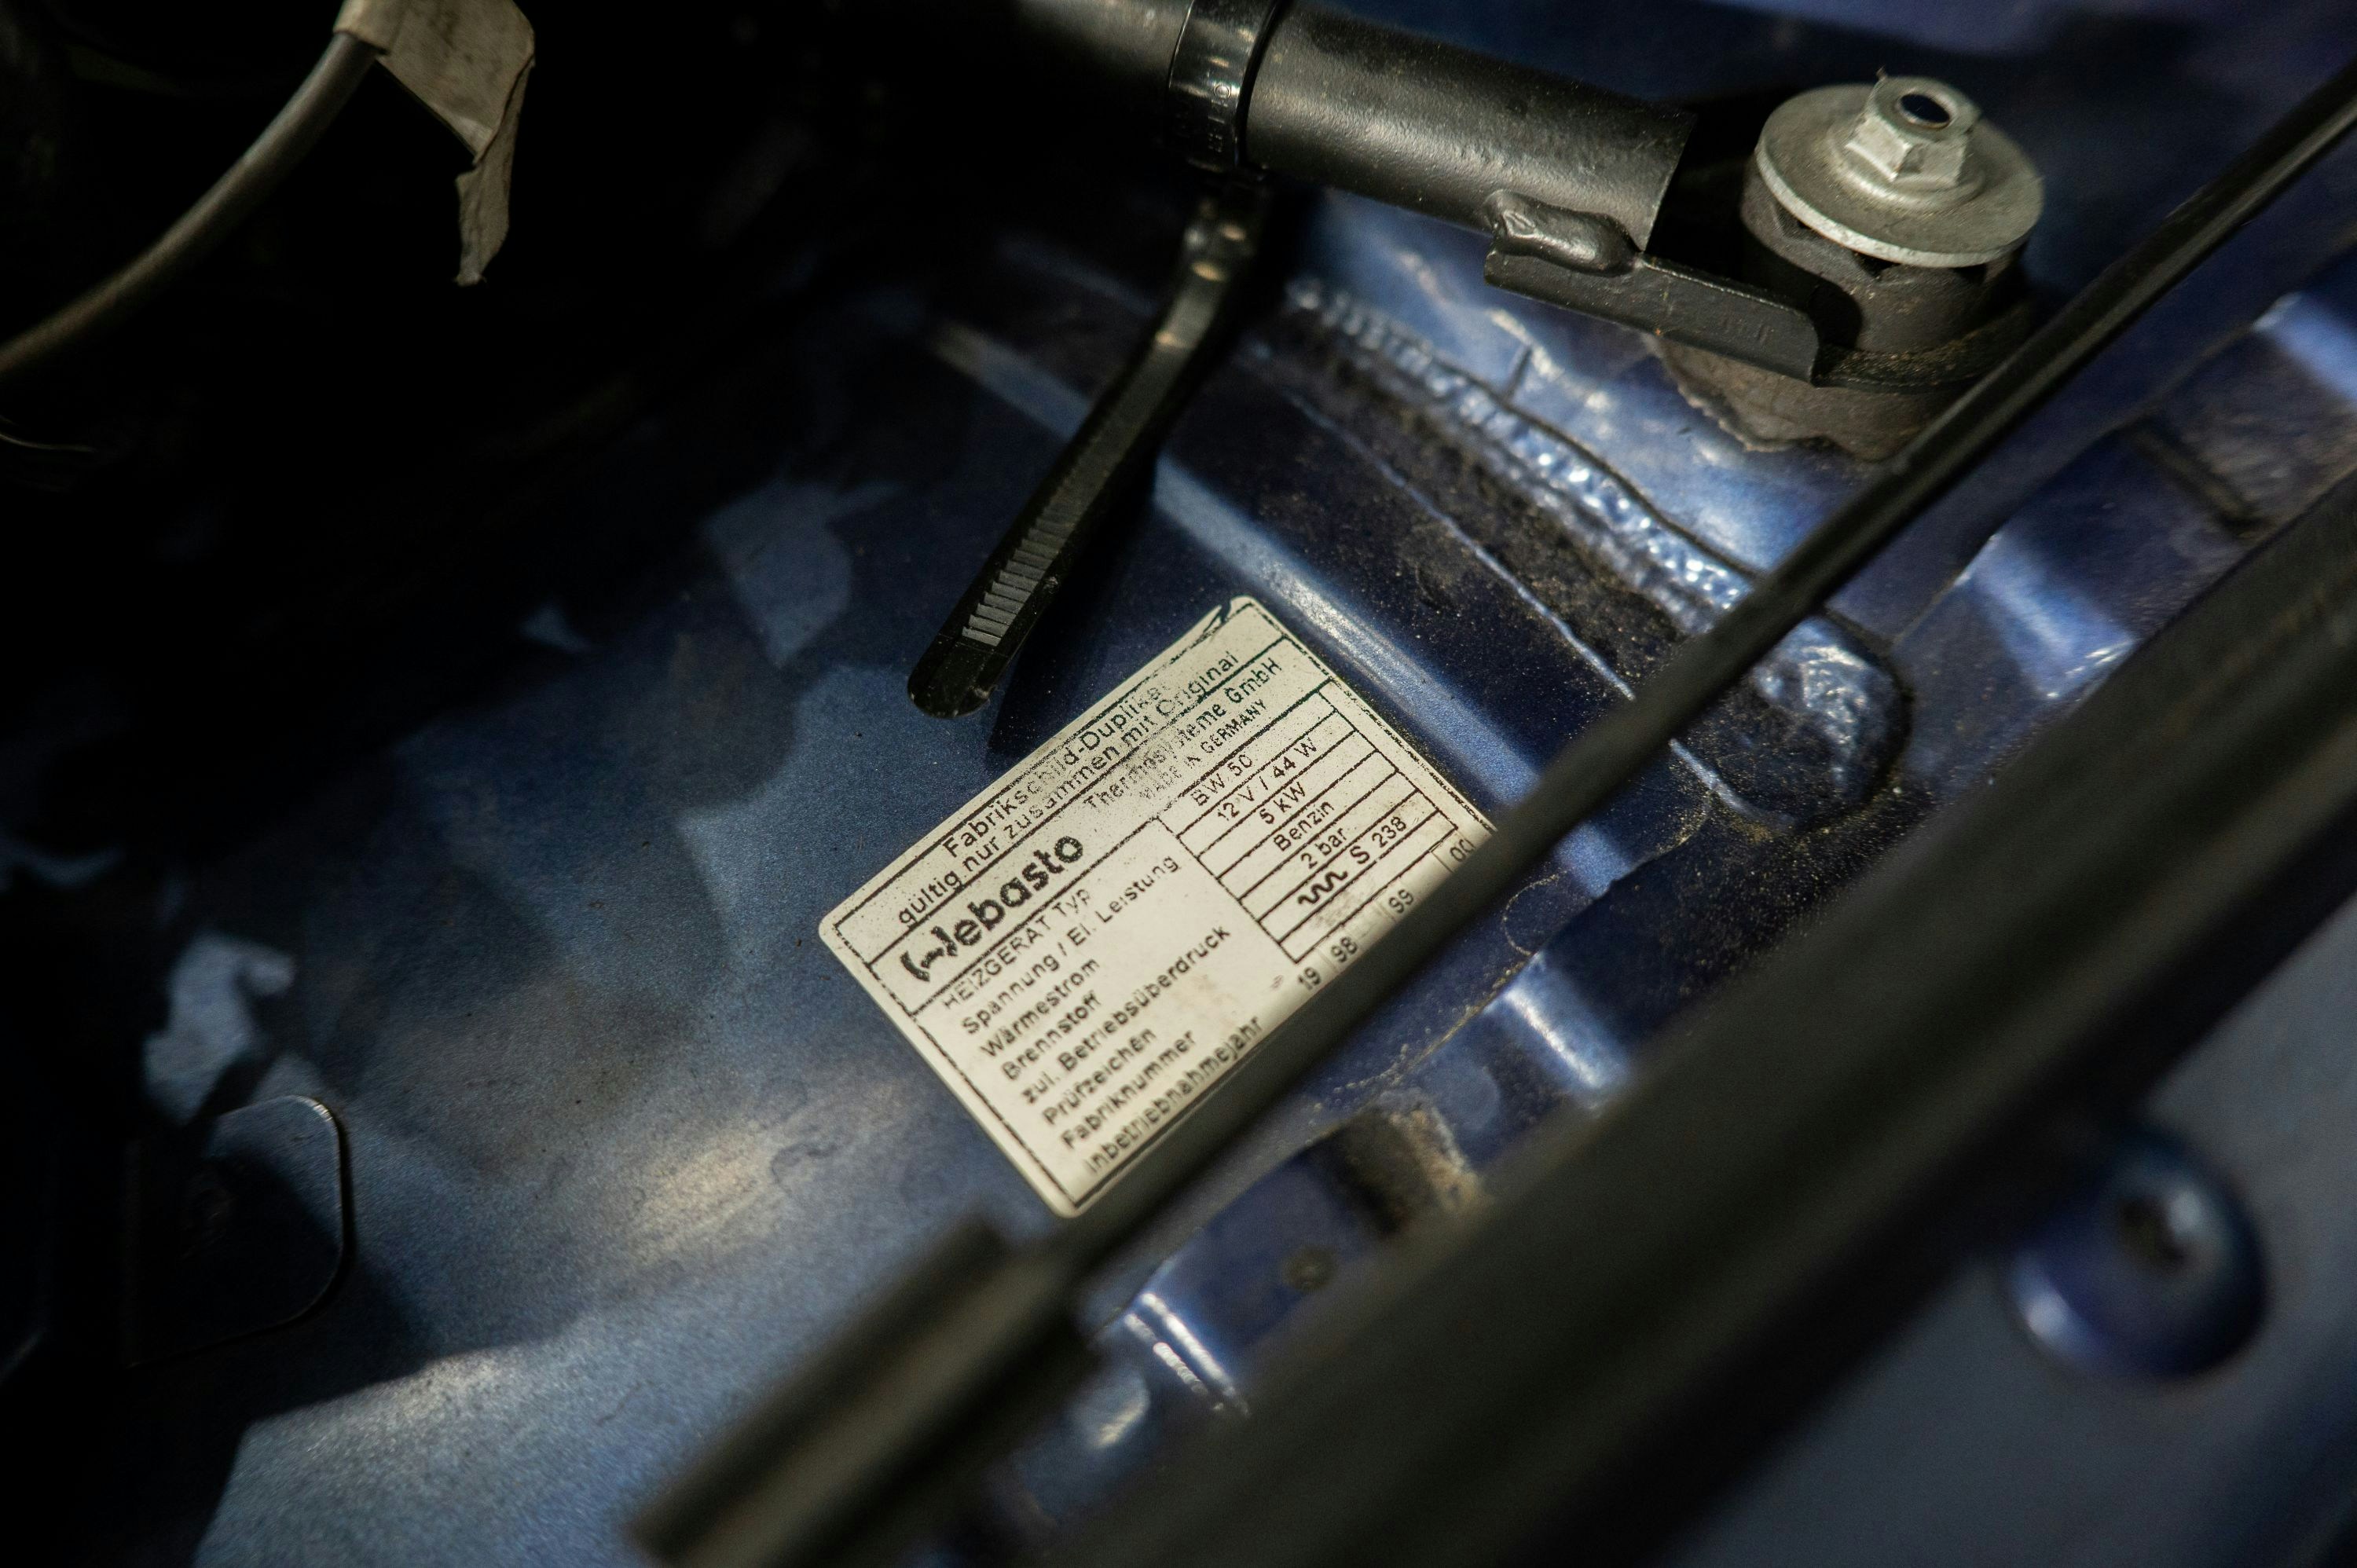 Fabrikschild-Duplikat
gültig nur zusammen mit Original
Webasto Thermosysteme GmbH
MADE IN GERMANY
HEIZGERÄT Typ BW 50
Spannung / El. Leistung 12 V / 44 W
Wärmestrom 5 kW
Brennstoff Benzin
zul. Betriebsüberdruck 2 bar
Prüfzeichen S 238
Fabriknummer
Inbetriebnahmejahr 19 98 99 00